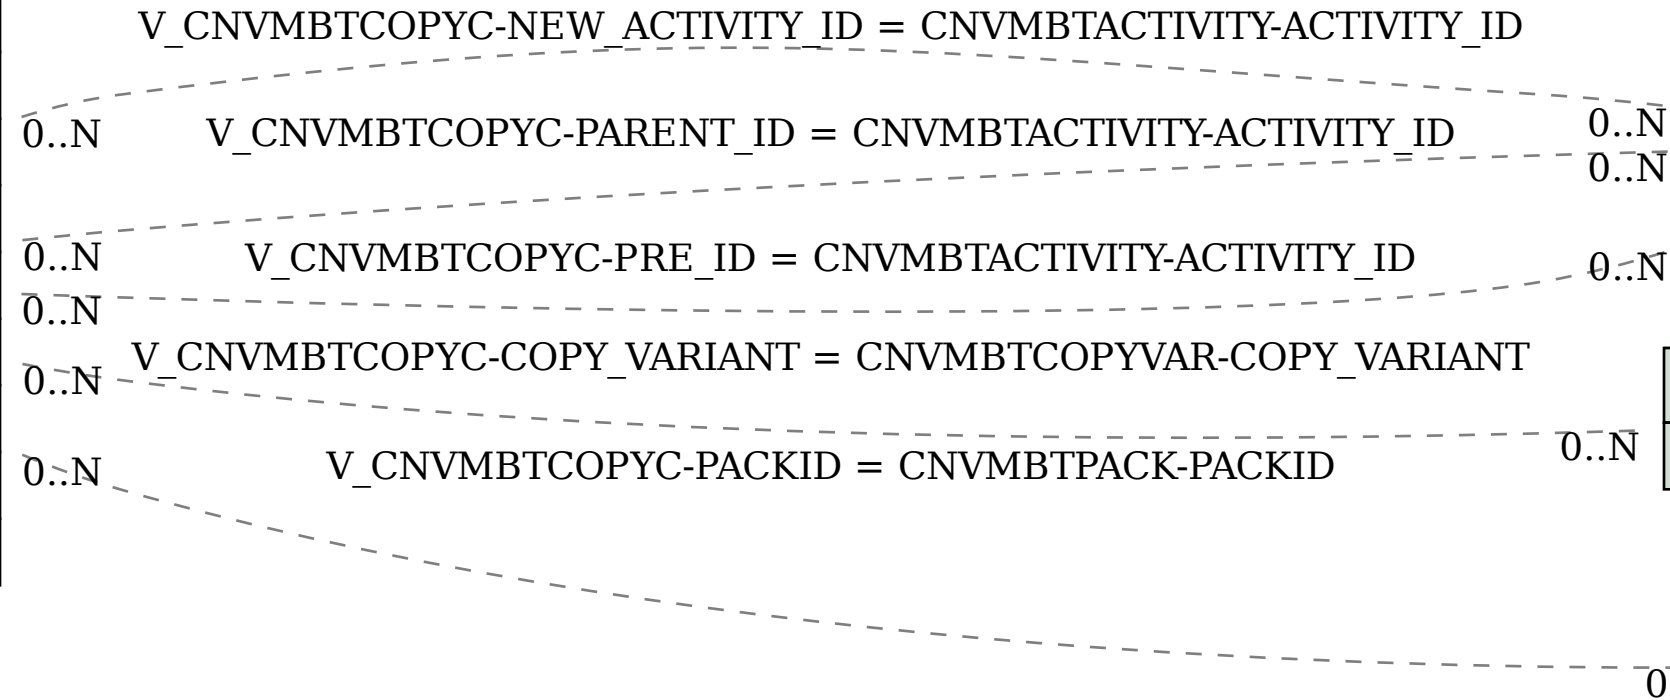 V_CNVMBTCOPYC-NEW_ACTIVITY_ID = CNVMBTACTIVITY-ACTIVITY_ID
0..N
V_CNVMBTCOPYC-PARENT_ID = CNVMBTACTIVITY-ACTIVITY_ID
0..N
0..N
0..N
V_CNVMBTCOPYC-PRE_ID = CNVMBTACTIVITY-ACTIVITY_ID
0..N
0..N
V_CNVMBTCOPYC-COPY_VARIANT = CNVMBTCOPYVAR-COPY_VARIANT
0..N
0..N
0..N
V_CNVMBTCOPYC-PACKID = CNVMBTPACK-PACKID
0